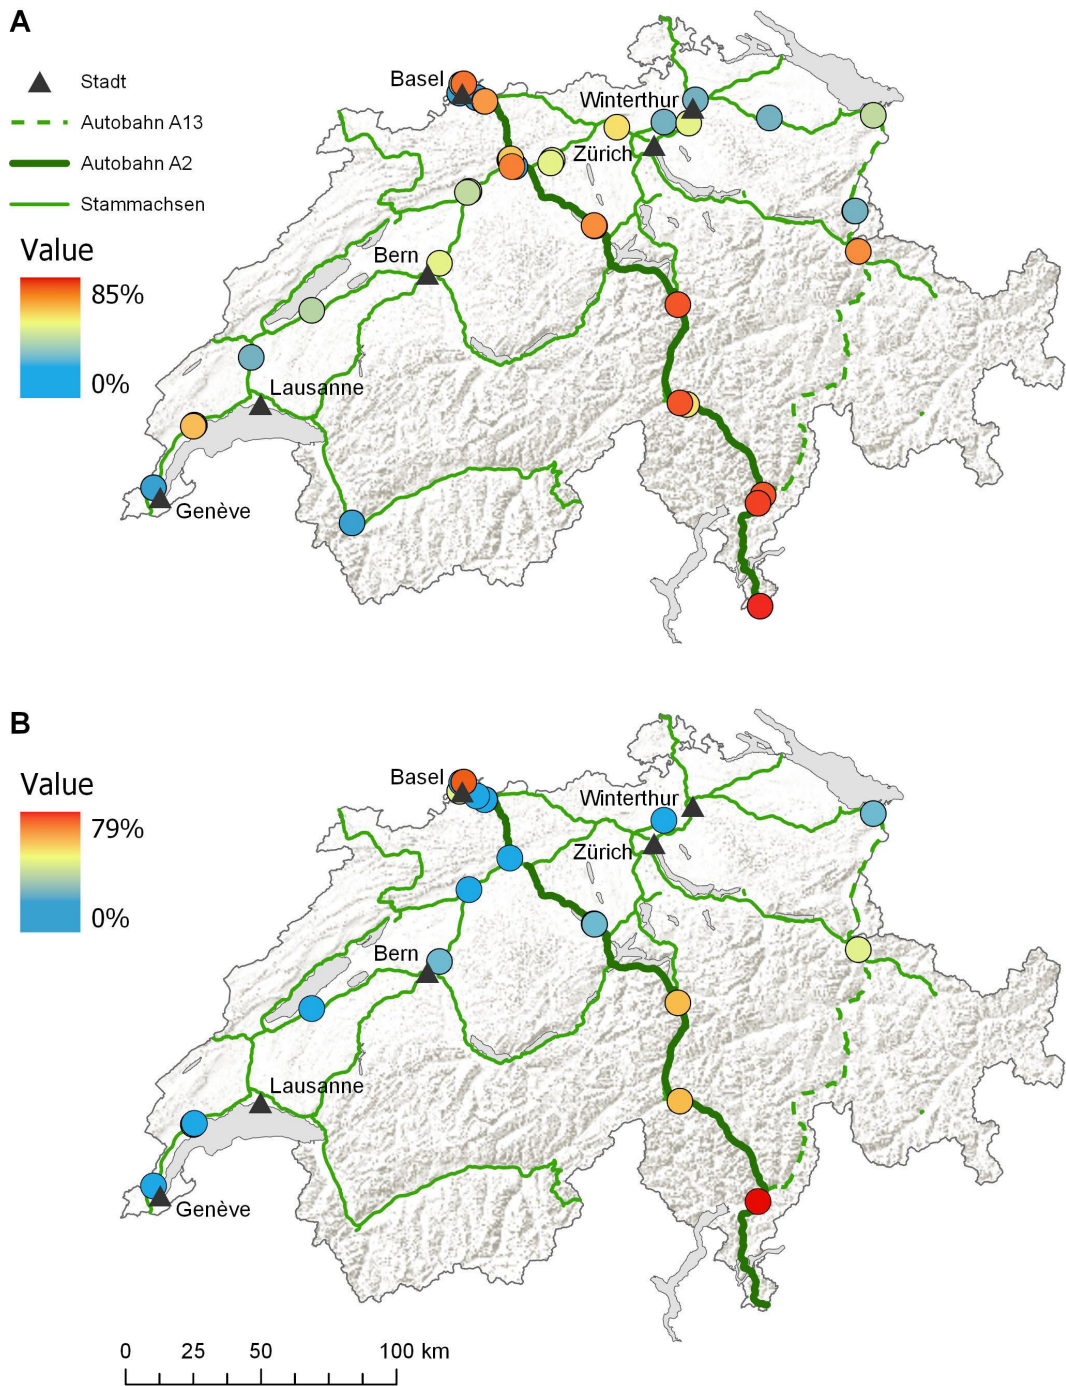 A
Stadt
Autobahn A13
Autobahn A2
Stammachsen
Value
85%
0%
Basel
Winterthur
Zürich
Bern
Lausanne
Genève
B
Value
79%
0%
Basel
Winterthur
Zürich
Bern
Lausanne
Genève
0 25 50 100 km